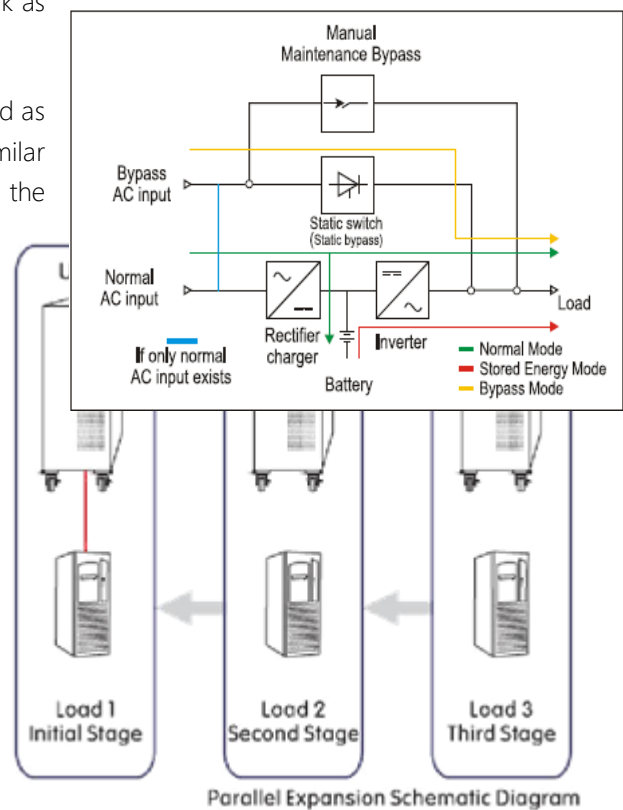 k as
d as
milar
the
Manual
Maintenance Bypass
Bypass
AC input
Static switch
(Static bypass)
Normal
AC input
Load
Rectifier
charger
Inverter
If only normal
AC input exists
Battery
Normal Mode
Stored Energy Mode
Bypass Mode
Load 1
Initial Stage
Load 2
Second Stage
Load 3
Third Stage
Parallel Expansion Schematic Diagram